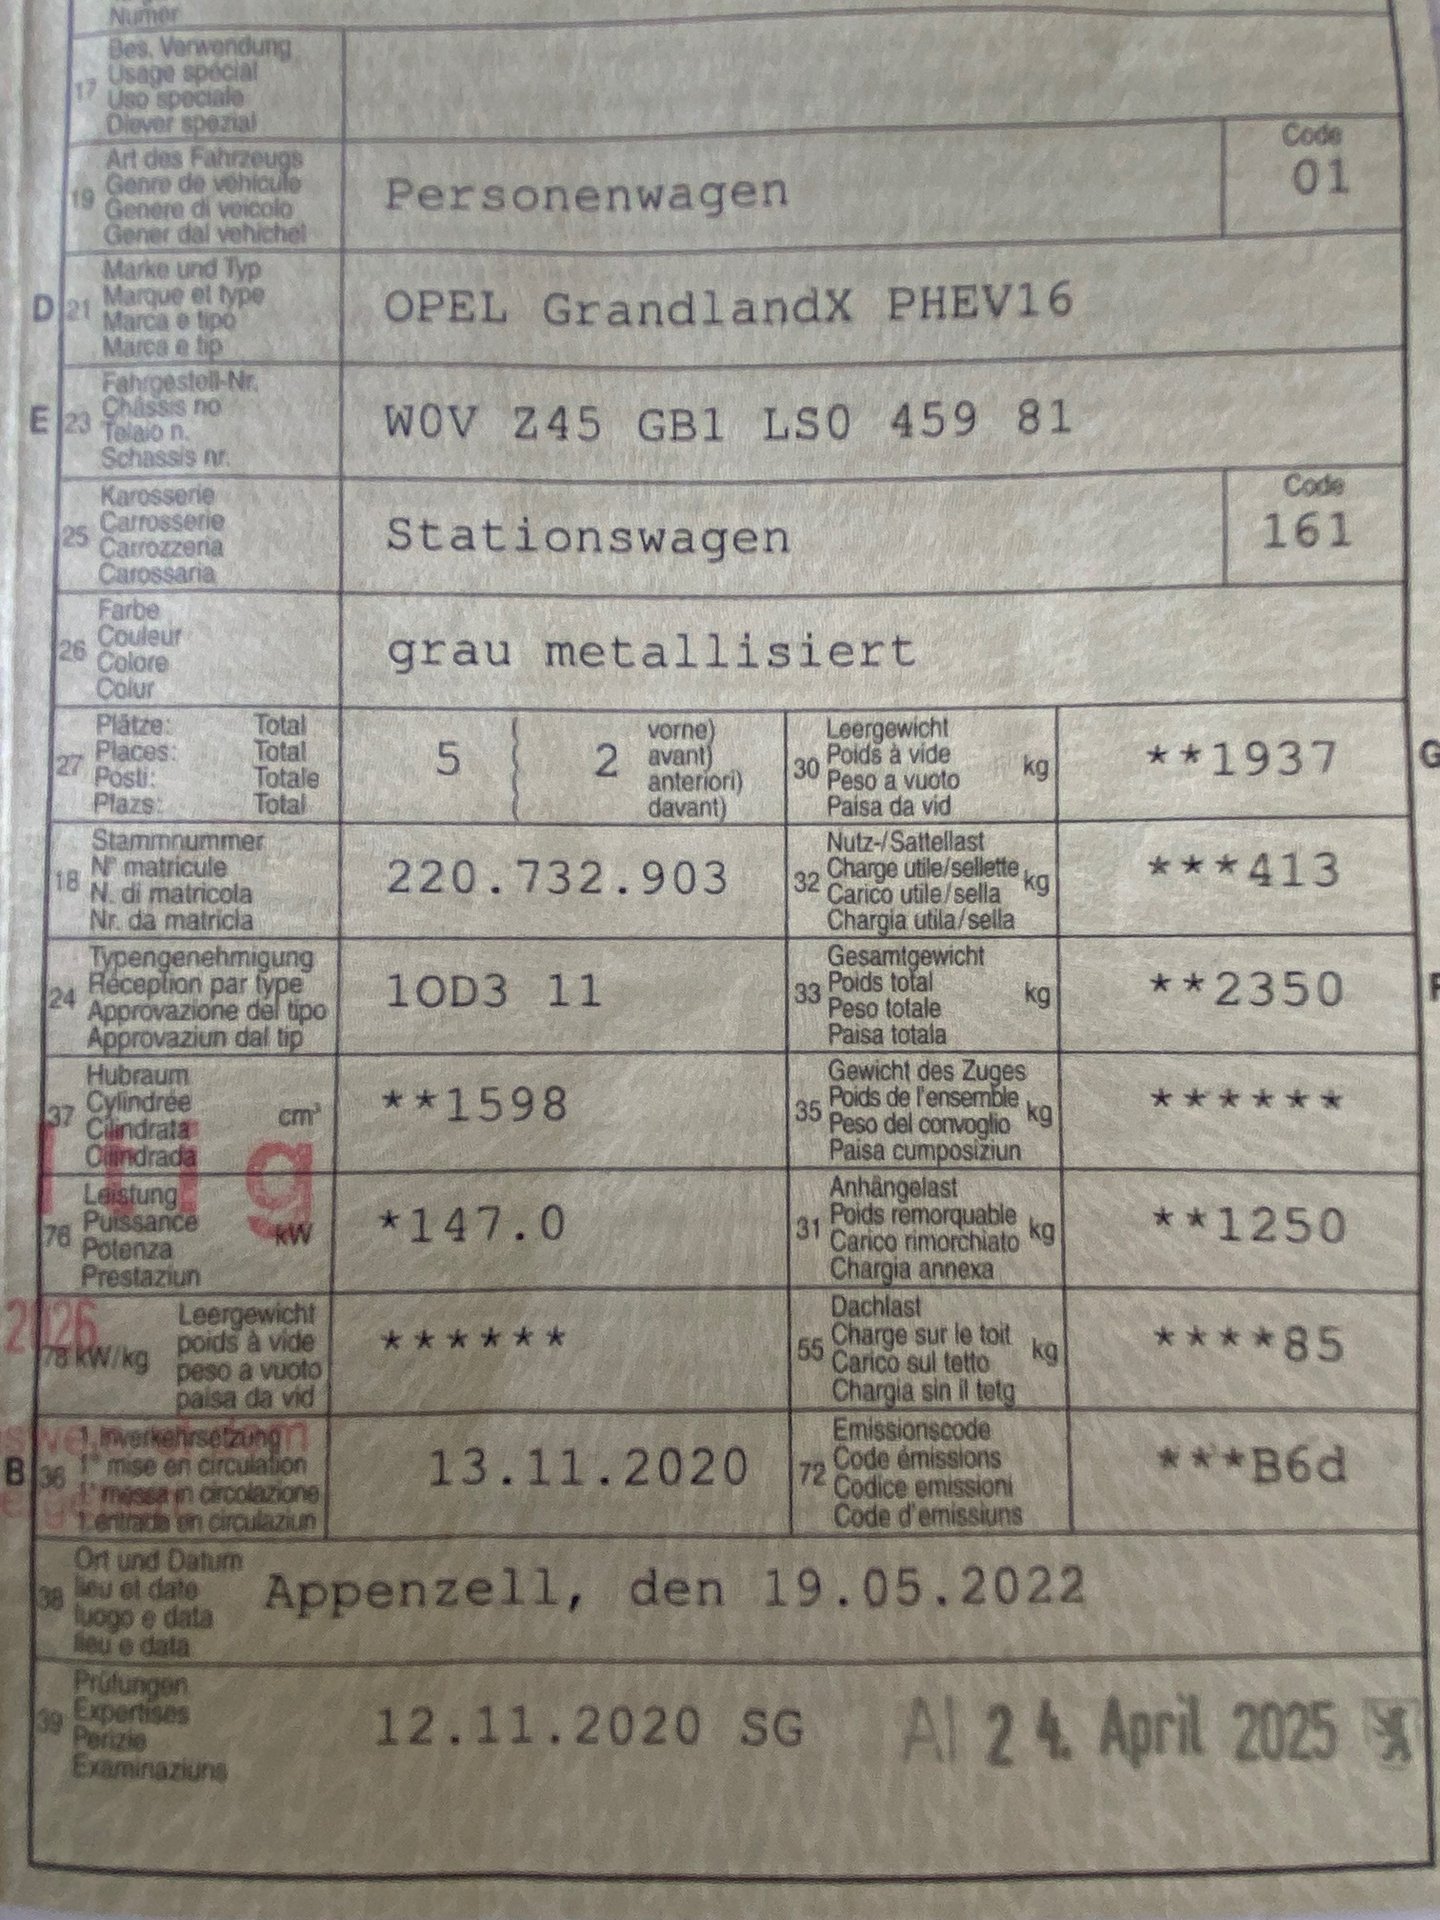 Numer
17
Bes. Verwendung
Usage spécial
Uso speciale
Diever spezial
19
Art des Fahrzeugs
Genre de véhicule
Genere di veicolo
Gener dal vehichel
Personenwagen
Code
01
D 21
Marke und Typ
Marque et type
Marca e tipo
Marca e tip
OPEL GrandlandX PHEV16
E 23
Fahrgestell-Nr.
Châssis no
Telaio n.
Schassis nr.
W0V Z45 GB1 LS0 459 81
25
Karosserie
Carrosserie
Carrozzeria
Carossaria
Stationswagen
Code
161
26
Farbe
Couleur
Colore
Colur
grau metallisiert
27
Plätze: Total
Places: Total
Posti: Totale
Plazs: Total
5
2
vorne)
avant)
anteriori)
davant)
30
Leergewicht
Poids à vide
Peso a vuoto
Paisa da vid
kg
**1937
G
18
Stammnummer
N° matricule
N. di matricola
Nr. da matricla
220.732.903
32
Nutz-/Sattellast
Charge utile/sellette
Carico utile/sella
Chargia utila/sella
kg
***413
24
Typengenehmigung
Réception par type
Approvazione del tipo
Approvaziun dal tip
1OD3 11
33
Gesamtgewicht
Poids total
Peso totale
Paisa totala
kg
**2350
37
Hubraum
Cylindrée
Cilindrata
Cilindrada
cm³
**1598
35
Gewicht des Zuges
Poids de l'ensemble
Peso del convoglio
Paisa cumposiziun
kg
******
76
Leistung
Puissance
Potenza
Prestaziun
kW
*147.0
31
Anhängelast
Poids remorquable
Carico rimorchiato
Chargia annexa
kg
**1250
2026
78 kW/kg
Leergewicht
poids à vide
peso a vuoto
paisa da vid
******
55
Dachlast
Charge sur le toit
Carico sul tetto
Chargia sin il tetg
kg
****85
B 36
1. Inverkehrsetzung
1re mise en circulation
1a messa in circolazione
1. entrada en circulaziun
13.11.2020
72
Emissionscode
Code émissions
Codice emissioni
Code d'emissiuns
***B6d
38
Ort und Datum
lieu et date
luogo e data
lieu e data
Appenzell, den 19.05.2022
39
Prüfungen
Expertises
Perizie
Examinaziuns
12.11.2020 SG
AI 24. April 2025